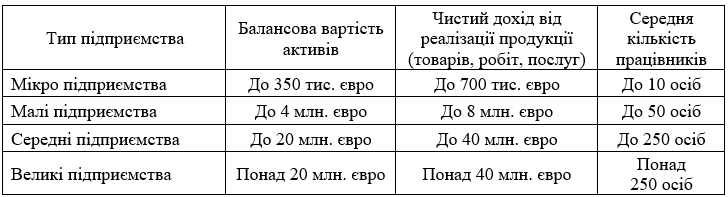 Тип підприємства
Балансова вартість
активів
Чистий дохід від
реалізації продукції
(товарів, робіт, послуг)
Середня
кількість
працівників
Мікро підприємства До 350 тис. євро До 700 тис. євро До 10 осіб
Малі підприємства До 4 млн. євро До 8 млн. євро До 50 осіб
Середні підприємства До 20 млн. євро До 40 млн. євро До 250 осіб
Великі підприємства Понад 20 млн. євро Понад 40 млн. євро Понад
250 осіб